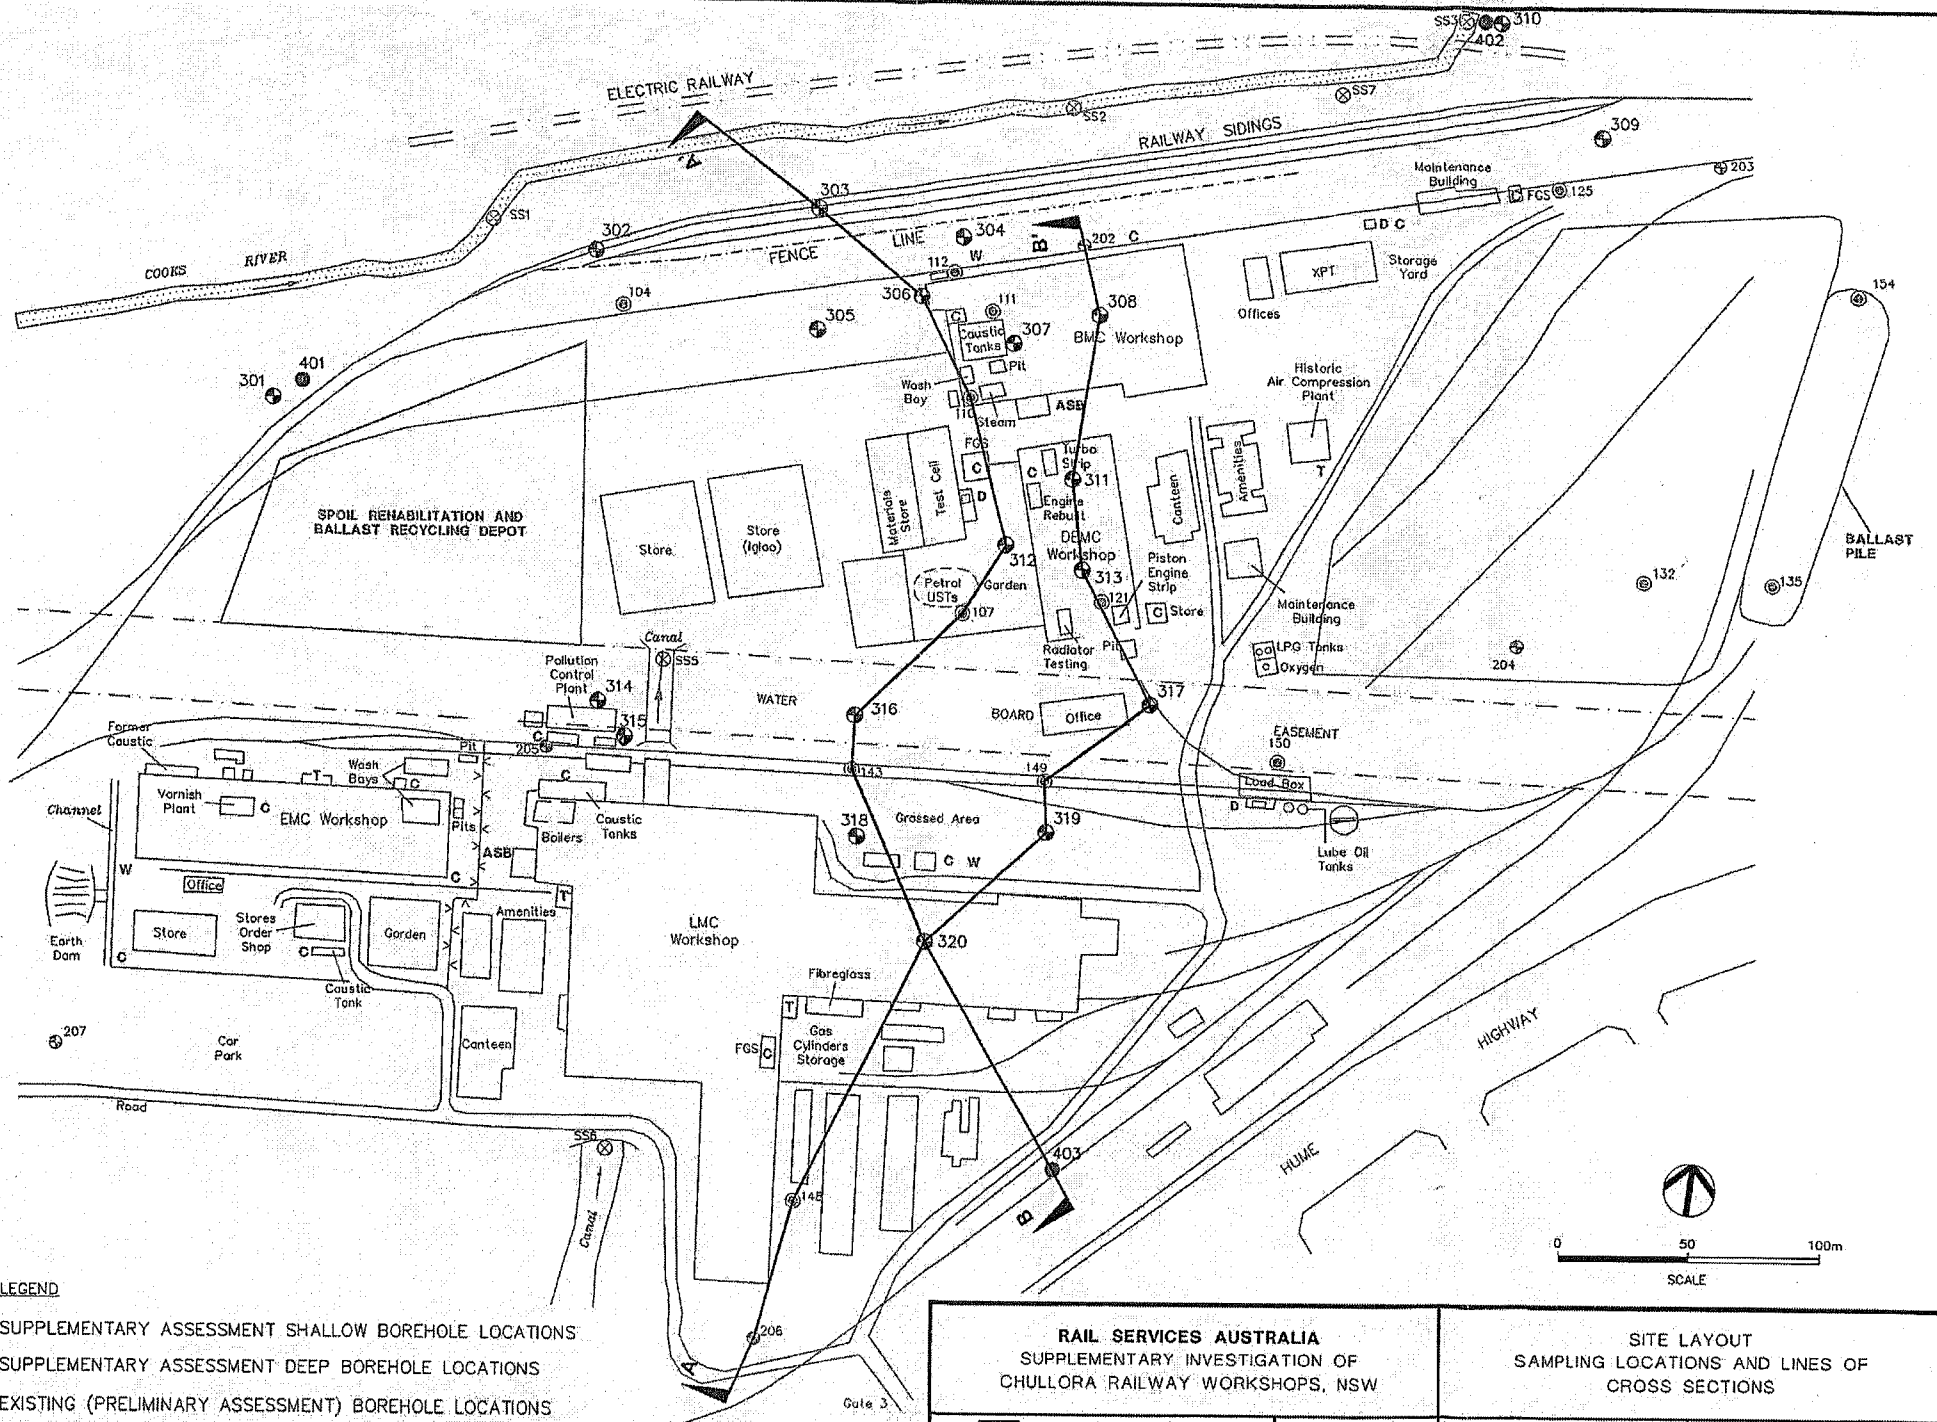 SS3
310
402
ELECTRIC RAILWAY
SS7
SS2
RAILWAY SIDINGS
309
A'
Maintenance
Building
203
C
FGS
125
303
SS1
302
304
B'
202
C
D C
LINE
FENCE
W
112
COOKS RIVER
XPT
Storage
Yard
104
306
111
308
154
305
C
Caustic
Tanks
307
BMC Workshop
Offices
Pit
401
301
Historic
Air Compression
Plant
Wash
Bay
110
ASB
Steam
FGS
C
Turbo
Strip
C
T
Materials
Store
Test Cell
D
311
Canteen
Amenities
Engine
Rebuilt
SPOIL REHABILITATION AND
BALLAST RECYCLING DEPOT
Store
(Igloo)
Store
312
DEMC
Workshop
BALLAST
PILE
Piston
Engine
Strip
313
Petrol
USTs
Garden
132
135
121
107
C
Store
Maintenance
Building
Canal
Radiator
Testing
Pit
LPG Tanks
204
Oxygen
SS5
Pollution
Control
Plant
314
WATER
316
BOARD
Office
317
EASEMENT
150
Former
Caustic
315
C
205
Pit
Wash
Bays
T
C
C
143
149
Load Box
D
Varnish
Plant
C
Channel
EMC Workshop
Pits
Boilers
Caustic
Tanks
318
Grassed Area
319
Lube Oil
Tanks
ASB
C
W
W
Office
C
T
Amenities
Store
Stores
Order
Shop
Garden
LMC
Workshop
Earth
Dam
C
C
320
Caustic
Tank
Fibreglass
T
207
Car
Park
Canteen
FGS
C
Gas
Cylinders
Storage
HIGHWAY
Road
SS6
403
HUME
148
B
Canal
0
50
100m
SCALE
LEGEND
206
SUPPLEMENTARY ASSESSMENT SHALLOW BOREHOLE LOCATIONS
SUPPLEMENTARY ASSESSMENT DEEP BOREHOLE LOCATIONS
EXISTING (PRELIMINARY ASSESSMENT) BOREHOLE LOCATIONS
A
Gate 3
RAIL SERVICES AUSTRALIA
SUPPLEMENTARY INVESTIGATION OF
CHULLORA RAILWAY WORKSHOPS, NSW
SITE LAYOUT
SAMPLING LOCATIONS AND LINES OF
CROSS SECTIONS